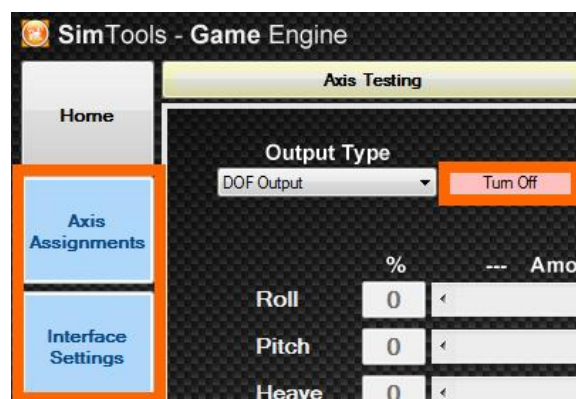 SimTools - Game Engine
Home
Axis Testing
Output Type
DOF Output
Turn Off
Axis
Assignments
Interface
Settings
% --- Amo
Roll 0
Pitch 0
Heave 0